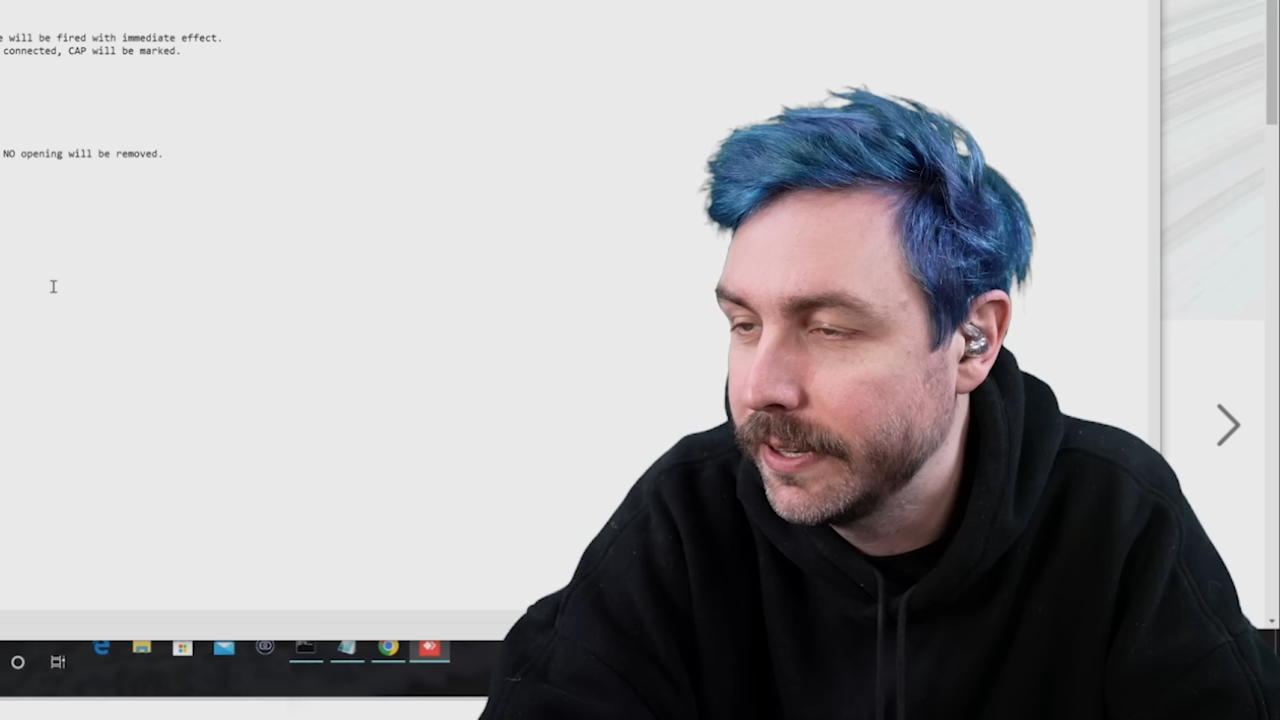 will be fired with immediate effect.
connected, CAP will be marked.
NO opening will be removed.